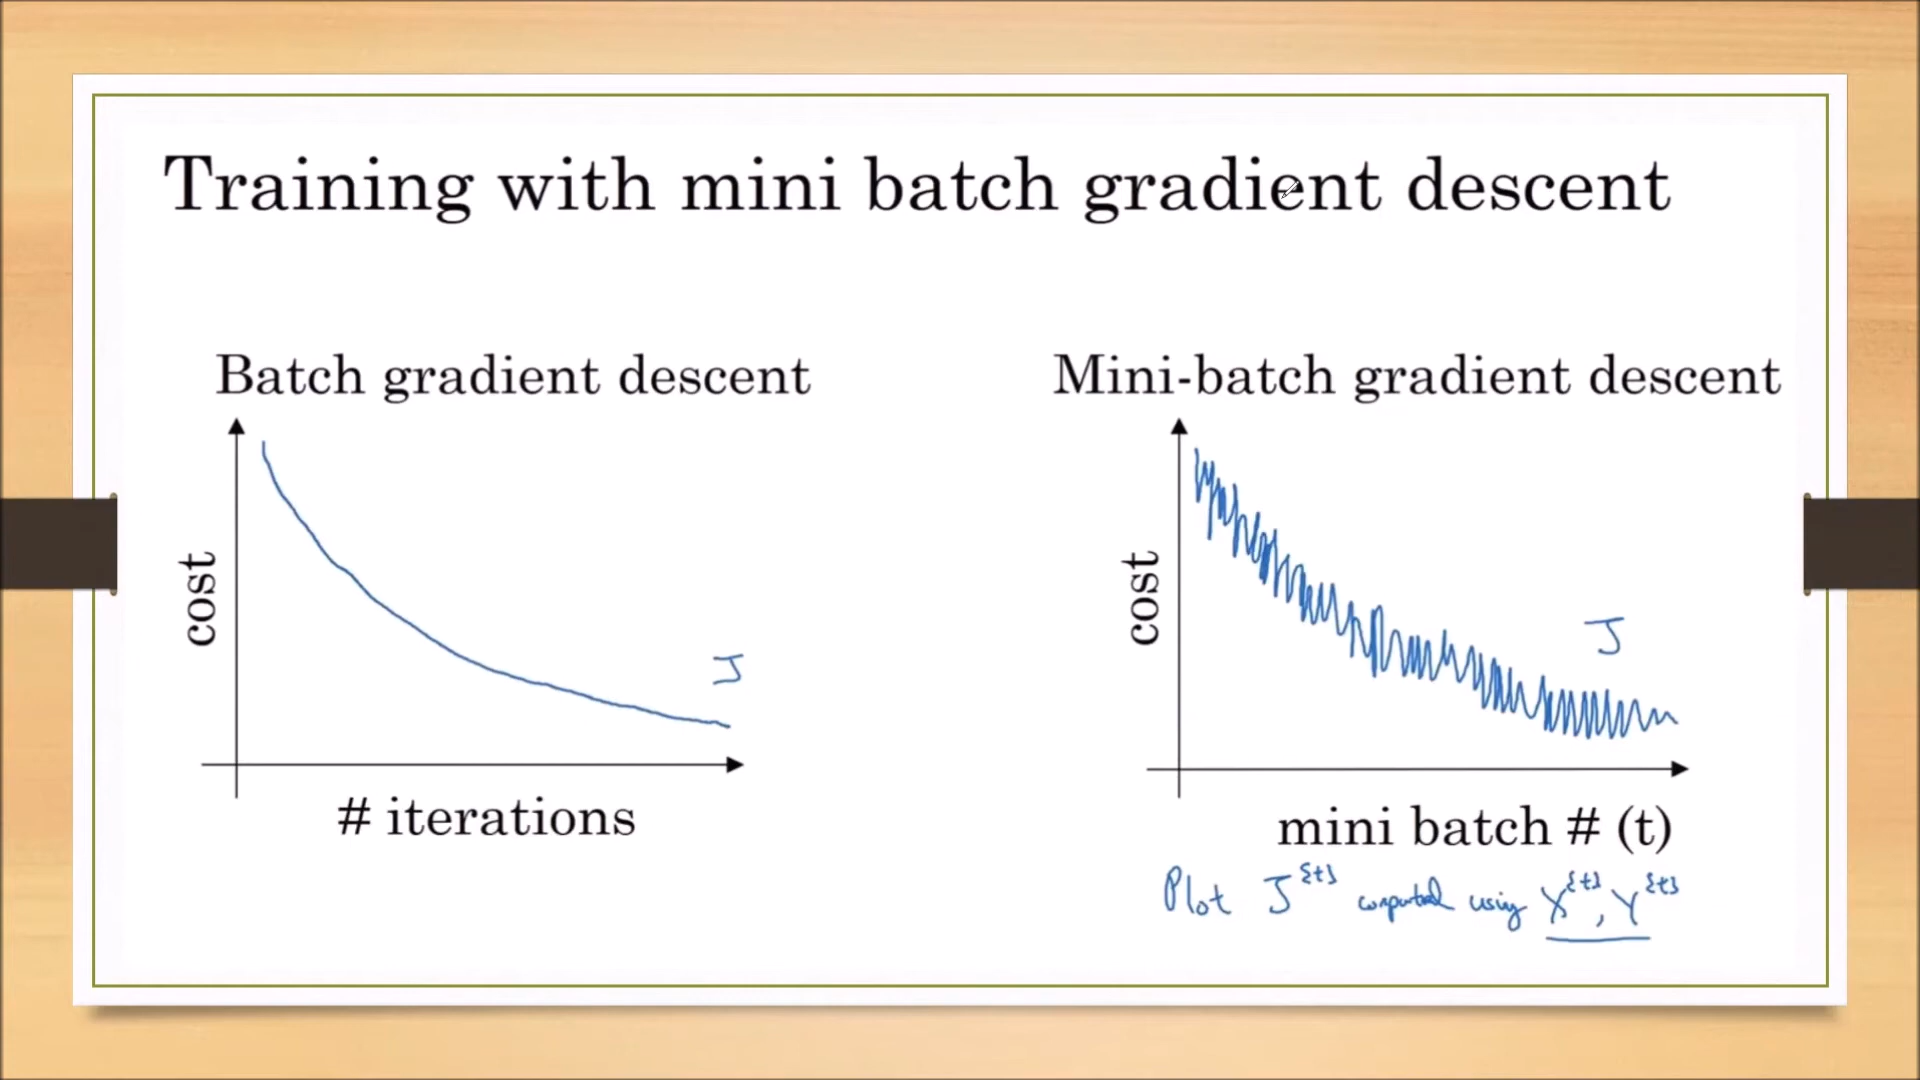 Training with mini batch gradient descent
Batch gradient descent
cost
J
# iterations
Mini-batch gradient descent
cost
J
mini batch # (t)
Plot J^{t} computed using X^{t}, Y^{t}